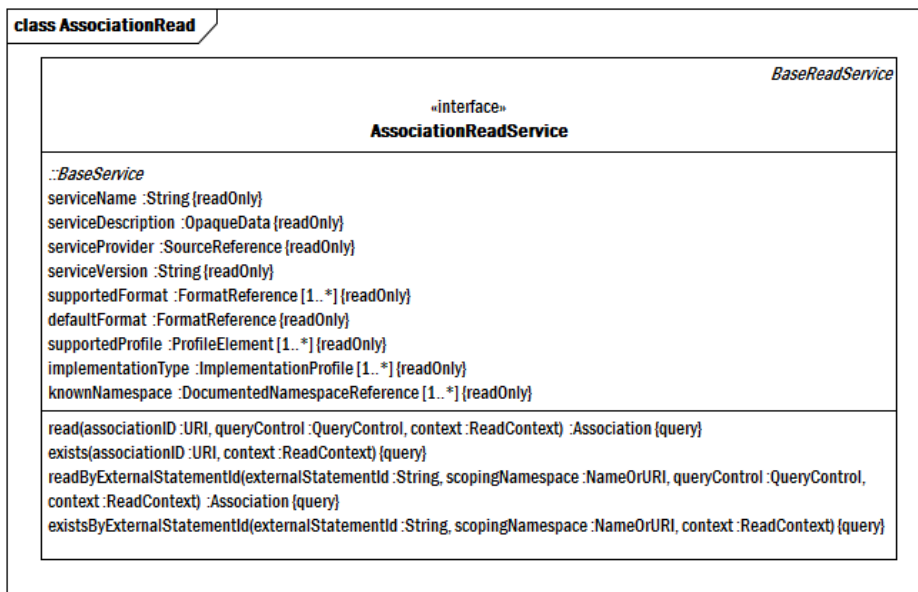 class AssociationRead
BaseReadService
«interface»
AssociationReadService
::BaseService
serviceName :String {readOnly}
serviceDescription :OpaqueData {readOnly}
serviceProvider :SourceReference {readOnly}
serviceVersion :String {readOnly}
supportedFormat :FormatReference [1..*] {readOnly}
defaultFormat :FormatReference {readOnly}
supportedProfile :ProfileElement [1..*] {readOnly}
implementationType :ImplementationProfile [1..*] {readOnly}
knownNamespace :DocumentedNamespaceReference [1..*] {readOnly}
read(associationID :URI, queryControl :QueryControl, context :ReadContext) :Association {query}
exists(associationID :URI, context :ReadContext) {query}
readByExternalStatementId(externalStatementId :String, scopingNamespace :NameOrURI, queryControl :QueryControl,
context :ReadContext) :Association {query}
existsByExternalStatementId(externalStatementId :String, scopingNamespace :NameOrURI, context :ReadContext) {query}